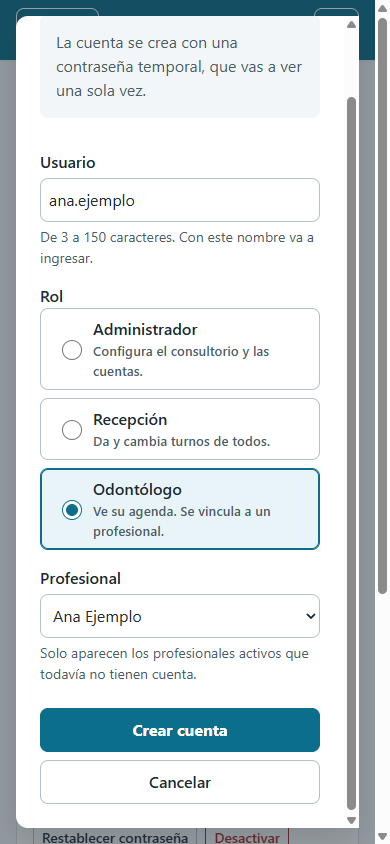 La cuenta se crea con una
contraseña temporal, que vas a ver
una sola vez.
Usuario
ana.ejemplo
De 3 a 150 caracteres. Con este nombre va a
ingresar.
Rol
Administrador
Configura el consultorio y las
cuentas.
Recepción
Da y cambia turnos de todos.
Odontólogo
Ve su agenda. Se vincula a un
profesional.
Profesional
Ana Ejemplo
Solo aparecen los profesionales activos que
todavía no tienen cuenta.
Crear cuenta
Cancelar
Restablecer contraseña
Desactivar